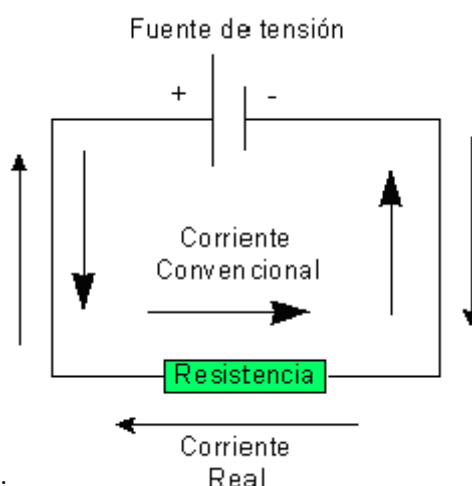 Fuente de tensión
+ -
Corriente
Convencional
Resistencia
Corriente
Real
.